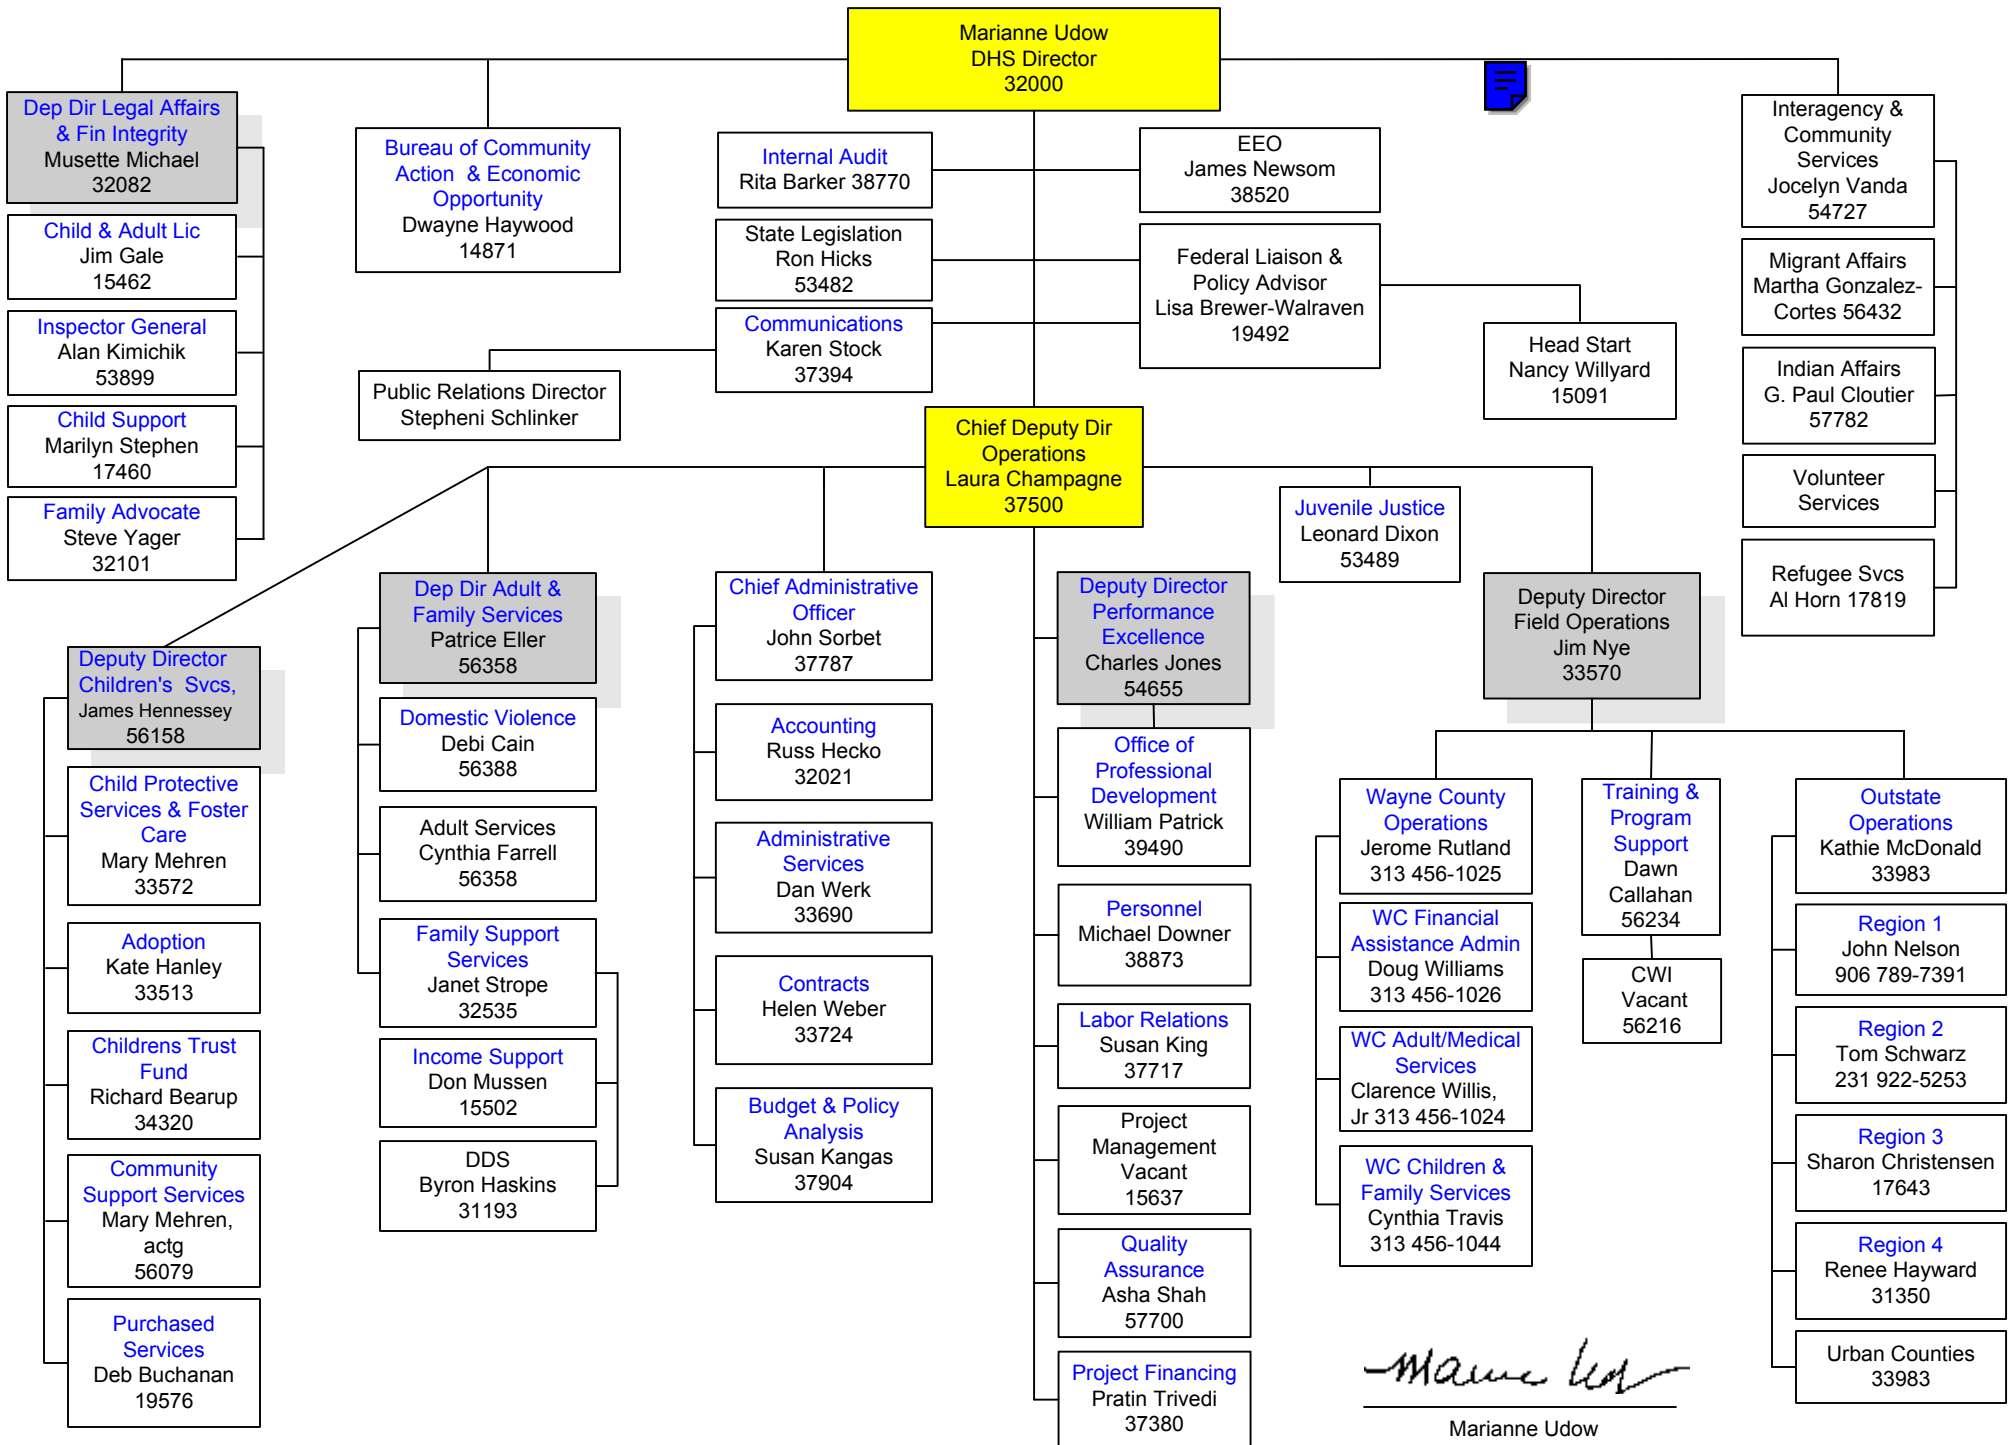 Marianne Udow
DHS Director
32000
Dep Dir Legal Affairs
& Fin Integrity
Musette Michael
32082
Child & Adult Lic
Jim Gale
15462
Inspector General
Alan Kimichik
53899
Child Support
Marilyn Stephen
17460
Family Advocate
Steve Yager
32101
Bureau of Community
Action & Economic
Opportunity
Dwayne Haywood
14871
Internal Audit
Rita Barker 38770
State Legislation
Ron Hicks
53482
Communications
Karen Stock
37394
Public Relations Director
Stepheni Schlinker
EEO
James Newsom
38520
Federal Liaison &
Policy Advisor
Lisa Brewer-Walraven
19492
Head Start
Nancy Willyard
15091
Interagency &
Community
Services
Jocelyn Vanda
54727
Migrant Affairs
Martha Gonzalez-
Cortes 56432
Indian Affairs
G. Paul Cloutier
57782
Volunteer
Services
Refugee Svcs
Al Horn 17819
Chief Deputy Dir
Operations
Laura Champagne
37500
Deputy Director
Children's Svcs,
James Hennessey
56158
Child Protective
Services & Foster
Care
Mary Mehren
33572
Adoption
Kate Hanley
33513
Childrens Trust
Fund
Richard Bearup
34320
Community
Support Services
Mary Mehren,
actg
56079
Purchased
Services
Deb Buchanan
19576
Dep Dir Adult &
Family Services
Patrice Eller
56358
Domestic Violence
Debi Cain
56388
Adult Services
Cynthia Farrell
56358
Family Support
Services
Janet Strope
32535
Income Support
Don Mussen
15502
DDS
Byron Haskins
31193
Chief Administrative
Officer
John Sorbet
37787
Accounting
Russ Hecko
32021
Administrative
Services
Dan Werk
33690
Contracts
Helen Weber
33724
Budget & Policy
Analysis
Susan Kangas
37904
Deputy Director
Performance
Excellence
Charles Jones
54655
Office of
Professional
Development
William Patrick
39490
Personnel
Michael Downer
38873
Labor Relations
Susan King
37717
Project
Management
Vacant
15637
Quality
Assurance
Asha Shah
57700
Project Financing
Pratin Trivedi
37380
Juvenile Justice
Leonard Dixon
53489
Deputy Director
Field Operations
Jim Nye
33570
Wayne County
Operations
Jerome Rutland
313 456-1025
WC Financial
Assistance Admin
Doug Williams
313 456-1026
WC Adult/Medical
Services
Clarence Willis,
Jr 313 456-1024
WC Children &
Family Services
Cynthia Travis
313 456-1044
Training &
Program
Support
Dawn
Callahan
56234
CWI
Vacant
56216
Outstate
Operations
Kathie McDonald
33983
Region 1
John Nelson
906 789-7391
Region 2
Tom Schwarz
231 922-5253
Region 3
Sharon Christensen
17643
Region 4
Renee Hayward
31350
Urban Counties
33983
Marianne Udow